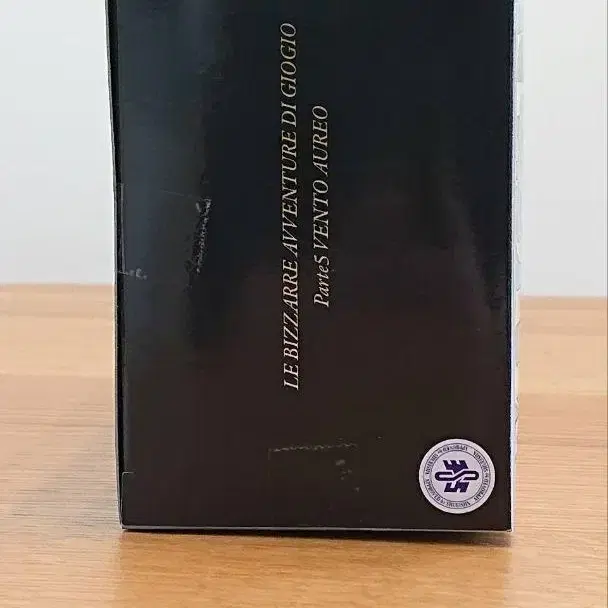 LE BIZZARRE AVVENTURE DI GIOGIO
Parte5 VENTO AUREO